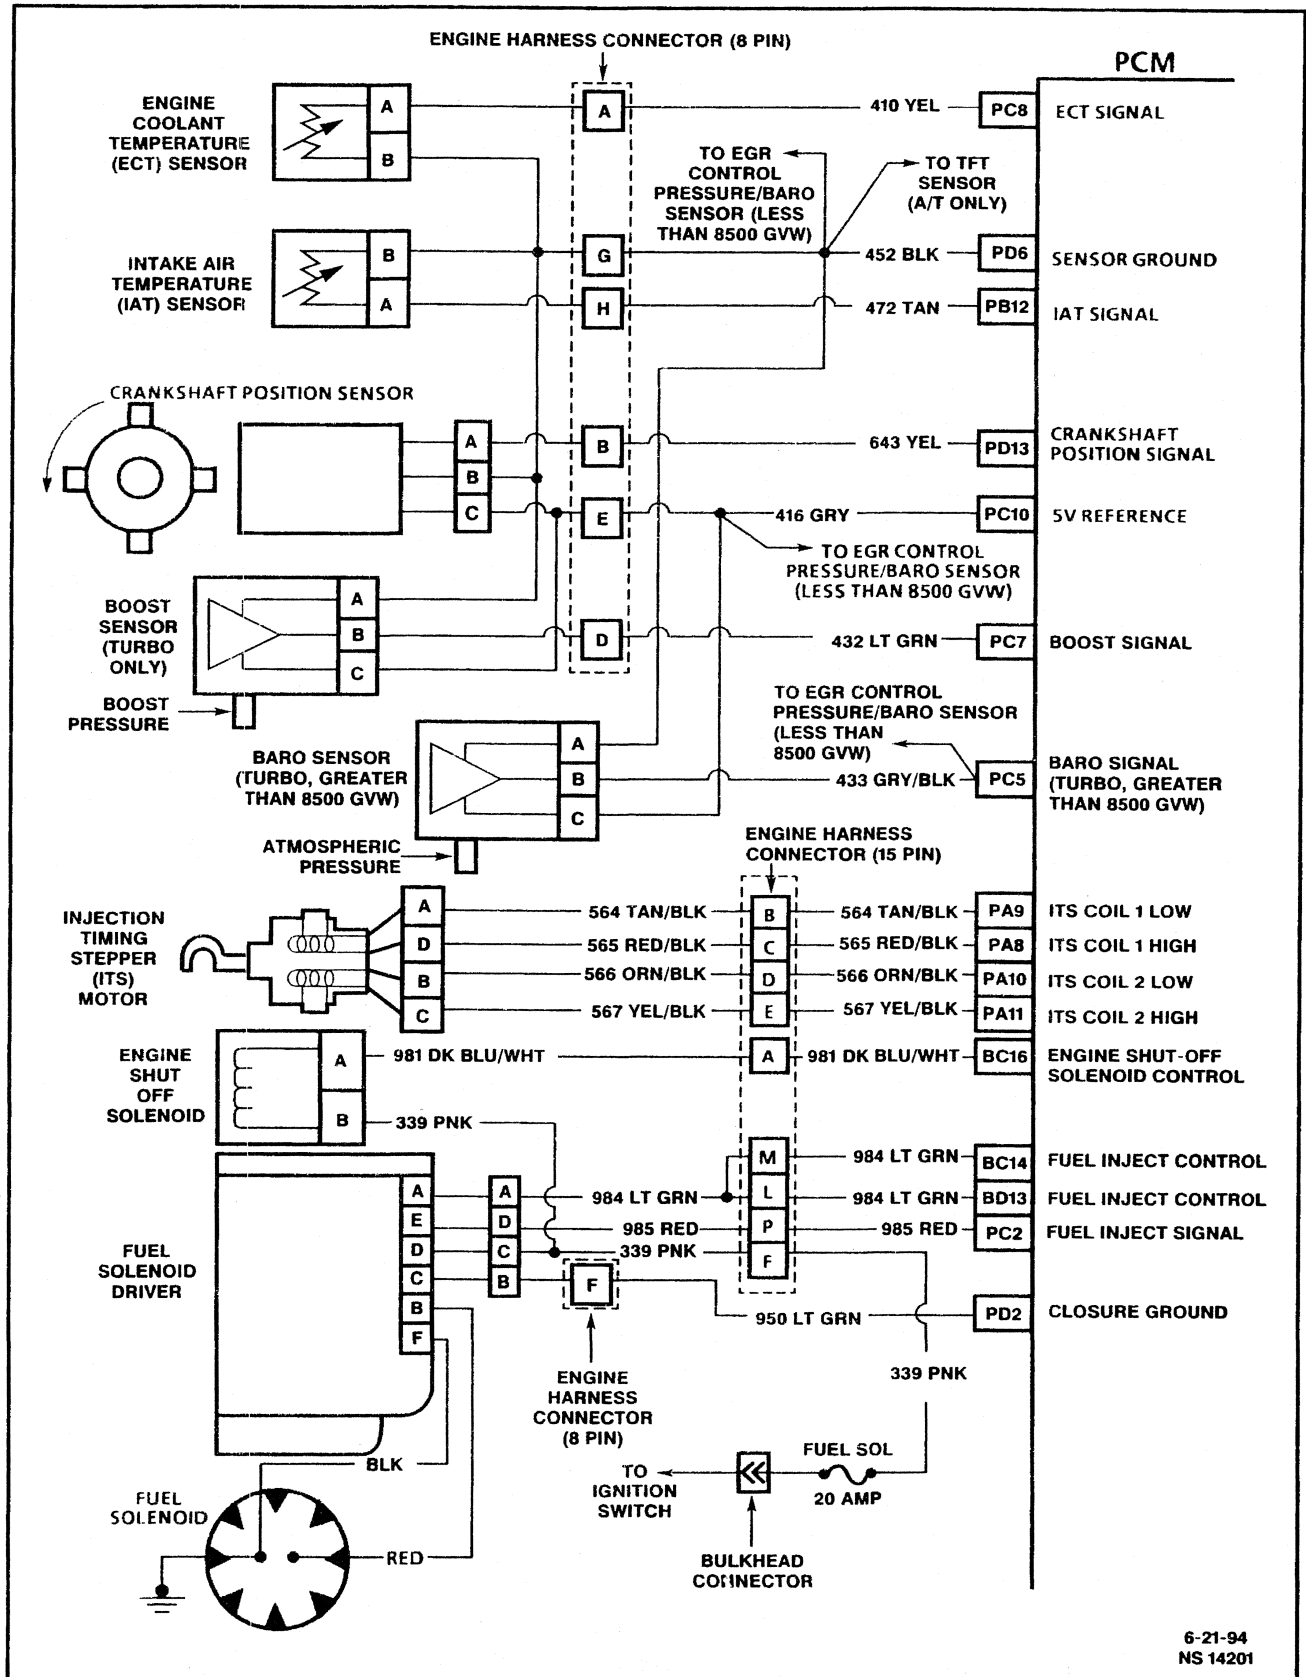 ENGINE HARNESS CONNECTOR (8 PIN)
PCM
ENGINE
COOLANT
TEMPERATURE
(ECT) SENSOR
A
B
A
410 YEL
PC8
ECT SIGNAL
TO EGR
CONTROL
PRESSURE/BARO
SENSOR (LESS
THAN 8500 GVW)
TO TFT
SENSOR
(A/T ONLY)
INTAKE AIR
TEMPERATURE
(IAT) SENSOR
B
A
G
452 BLK
PD6
SENSOR GROUND
H
472 TAN
PB12
IAT SIGNAL
CRANKSHAFT POSITION SENSOR
A
B
C
B
643 YEL
PD13
CRANKSHAFT
POSITION SIGNAL
E
416 GRY
PC10
5V REFERENCE
TO EGR CONTROL
PRESSURE/BARO SENSOR
(LESS THAN 8500 GVW)
BOOST
SENSOR
(TURBO
ONLY)
A
B
C
D
432 LT GRN
PC7
BOOST SIGNAL
BOOST
PRESSURE
TO EGR CONTROL
PRESSURE/BARO SENSOR
(LESS THAN
8500 GVW)
BARO SENSOR
(TURBO, GREATER
THAN 8500 GVW)
A
B
C
433 GRY/BLK
PC5
BARO SIGNAL
(TURBO, GREATER
THAN 8500 GVW)
ATMOSPHERIC
PRESSURE
ENGINE HARNESS
CONNECTOR (15 PIN)
INJECTION
TIMING
STEPPER
(ITS)
MOTOR
A
564 TAN/BLK
B
564 TAN/BLK
PA9
ITS COIL 1 LOW
D
565 RED/BLK
C
565 RED/BLK
PA8
ITS COIL 1 HIGH
B
566 ORN/BLK
D
566 ORN/BLK
PA10
ITS COIL 2 LOW
C
567 YEL/BLK
E
567 YEL/BLK
PA11
ITS COIL 2 HIGH
ENGINE
SHUT
OFF
SOLENOID
A
981 DK BLU/WHT
A
981 DK BLU/WHT
BC16
ENGINE SHUT-OFF
SOLENOID CONTROL
B
339 PNK
M
984 LT GRN
BC14
FUEL INJECT CONTROL
A
A
984 LT GRN
L
984 LT GRN
BD13
FUEL INJECT CONTROL
E
D
985 RED
P
985 RED
PC2
FUEL INJECT SIGNAL
D
C
339 PNK
F
FUEL
SOLENOID
DRIVER
C
B
F
B
F
950 LT GRN
PD2
CLOSURE GROUND
339 PNK
ENGINE
HARNESS
CONNECTOR
(8 PIN)
BLK
TO
IGNITION
SWITCH
FUEL SOL
20 AMP
FUEL
SOLENOID
RED
BULKHEAD
CONNECTOR
6-21-94
NS 14201